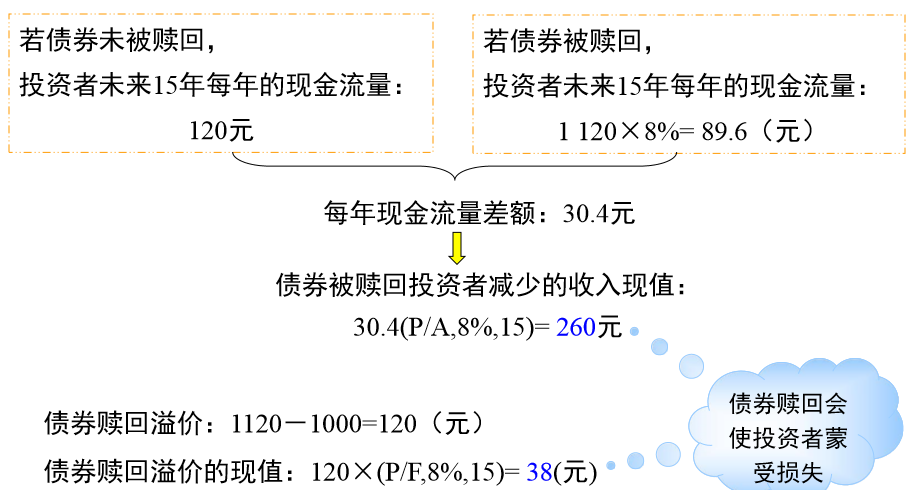 若债券未被赎回，
投资者未来15年每年的现金流量：
120元
若债券被赎回，
投资者未来15年每年的现金流量：
1 120×8%= 89.6（元）
每年现金流量差额：30.4元
债券被赎回投资者减少的收入现值：
30.4(P/A,8%,15)= 260元
债券赎回溢价：1120－1000=120（元）
债券赎回溢价的现值：120×(P/F,8%,15)= 38(元)
债券赎回会
使投资者蒙
受损失